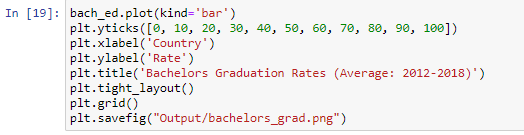 In [19]: bach_ed.plot(kind='bar')
plt.yticks([0, 10, 20, 30, 40, 50, 60, 70, 80, 90, 100])
plt.xlabel('Country')
plt.ylabel('Rate')
plt.title('Bachelors Graduation Rates (Average: 2012-2018)')
plt.tight_layout()
plt.grid()
plt.savefig("Output/bachelors_grad.png")